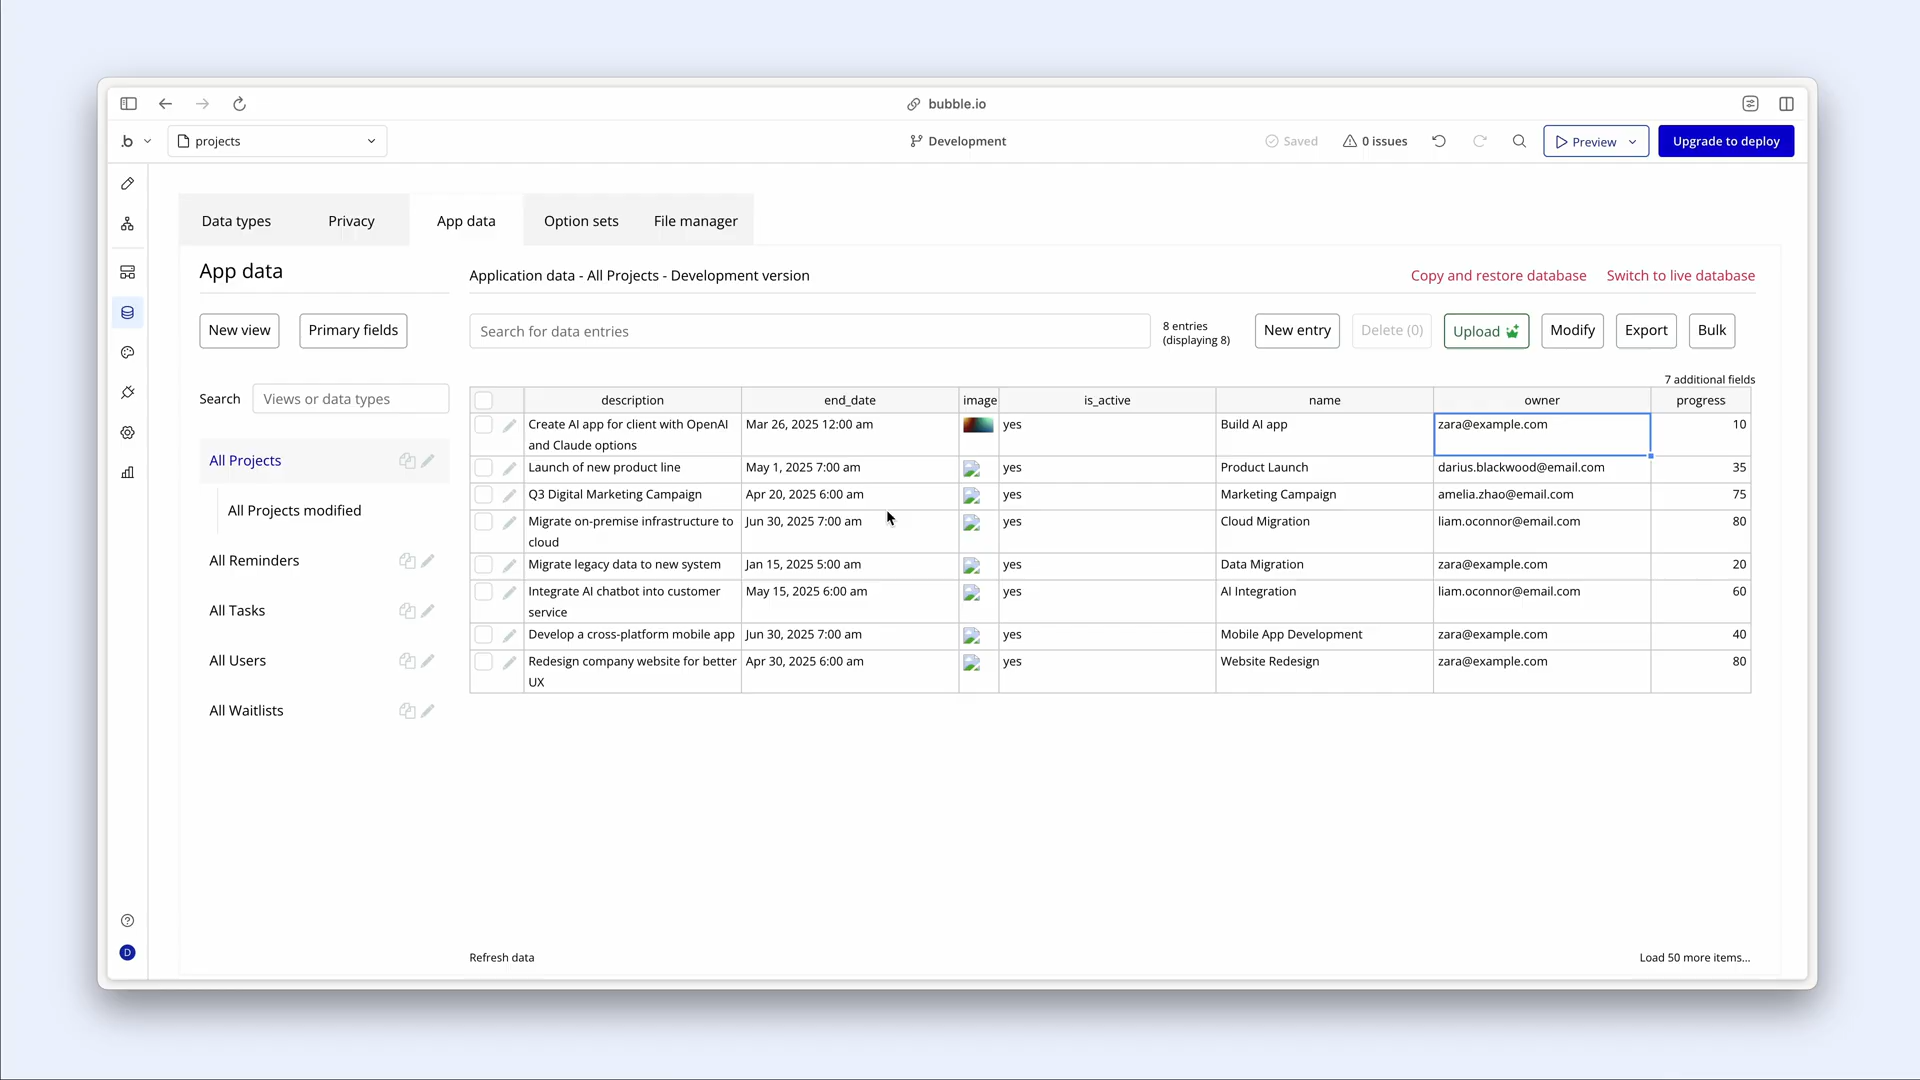 bubble.io
.b
projects
Development
Saved
0 issues
Preview
Upgrade to deploy
Data types
Privacy
App data
Option sets
File manager
App data
Application data - All Projects - Development version
Copy and restore database
Switch to live database
New view
Primary fields
Search for data entries
8 entries
(displaying 8)
New entry
Delete (0)
Upload
Modify
Export
Bulk
7 additional fields
Search
Views or data types
All Projects
All Projects modified
All Reminders
All Tasks
All Users
All Waitlists
description end_date image is_active name owner progress
Create AI app for client with OpenAI Mar 26, 2025 12:00 am yes Build AI app zara@example.com 10
and Claude options
Launch of new product line May 1, 2025 7:00 am yes Product Launch darius.blackwood@email.com 35
Q3 Digital Marketing Campaign Apr 20, 2025 6:00 am yes Marketing Campaign amelia.zhao@email.com 75
Migrate on-premise infrastructure to Jun 30, 2025 7:00 am yes Cloud Migration liam.oconnor@email.com 80
cloud
Migrate legacy data to new system Jan 15, 2025 5:00 am yes Data Migration zara@example.com 20
Integrate AI chatbot into customer May 15, 2025 6:00 am yes AI Integration liam.oconnor@email.com 60
service
Develop a cross-platform mobile app Jun 30, 2025 7:00 am yes Mobile App Development zara@example.com 40
Redesign company website for better Apr 30, 2025 6:00 am yes Website Redesign zara@example.com 80
UX
D
Refresh data
Load 50 more items...